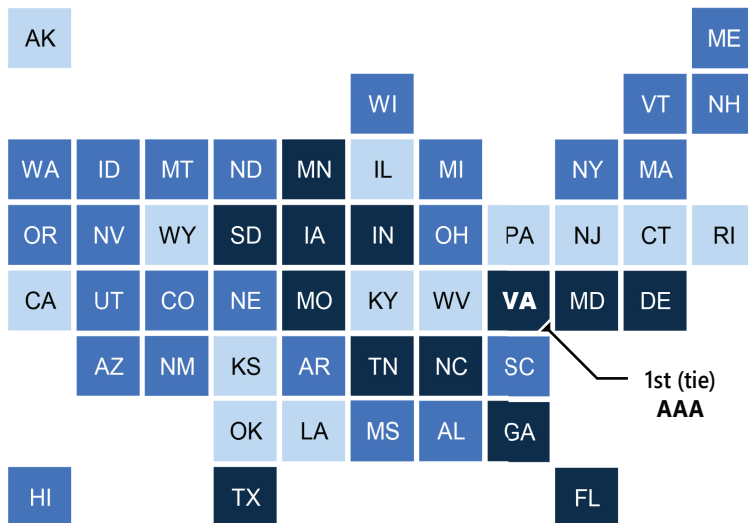 AK ME
WI VT NH
WA ID MT ND MN IL MI NY MA
OR NV WY SD IA IN OH PA NJ CT RI
CA UT CO NE MO KY WV VA MD DE
AZ NM KS AR TN NC SC
1st (tie)
AAA
OK LA MS AL GA
HI TX FL